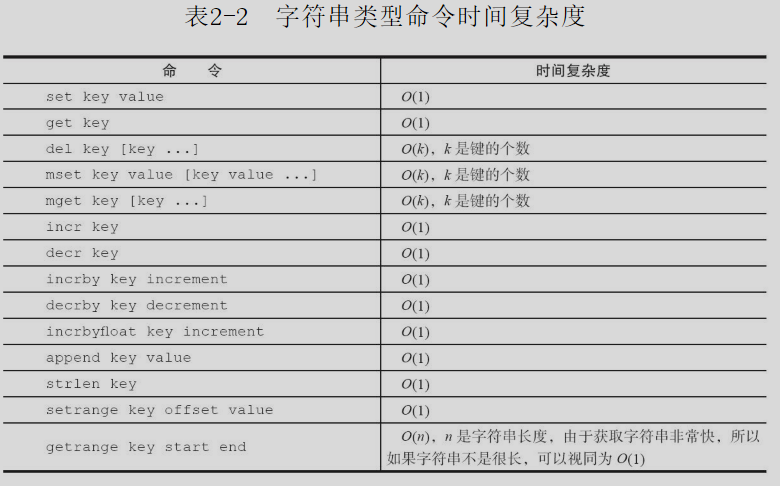 表2-2 字符串类型命令时间复杂度
命 令 时间复杂度
set key value O(1)
get key O(1)
del key [key ...] O(k)，k 是键的个数
mset key value [key value ...] O(k)，k 是键的个数
mget key [key ...] O(k)，k 是键的个数
incr key O(1)
decr key O(1)
incrby key increment O(1)
decrby key decrement O(1)
incrbyfloat key increment O(1)
append key value O(1)
strlen key O(1)
setrange key offset value O(1)
getrange key start end O(n)，n 是字符串长度，由于获取字符串非常快，所以
如果字符串不是很长，可以视同为 O(1)